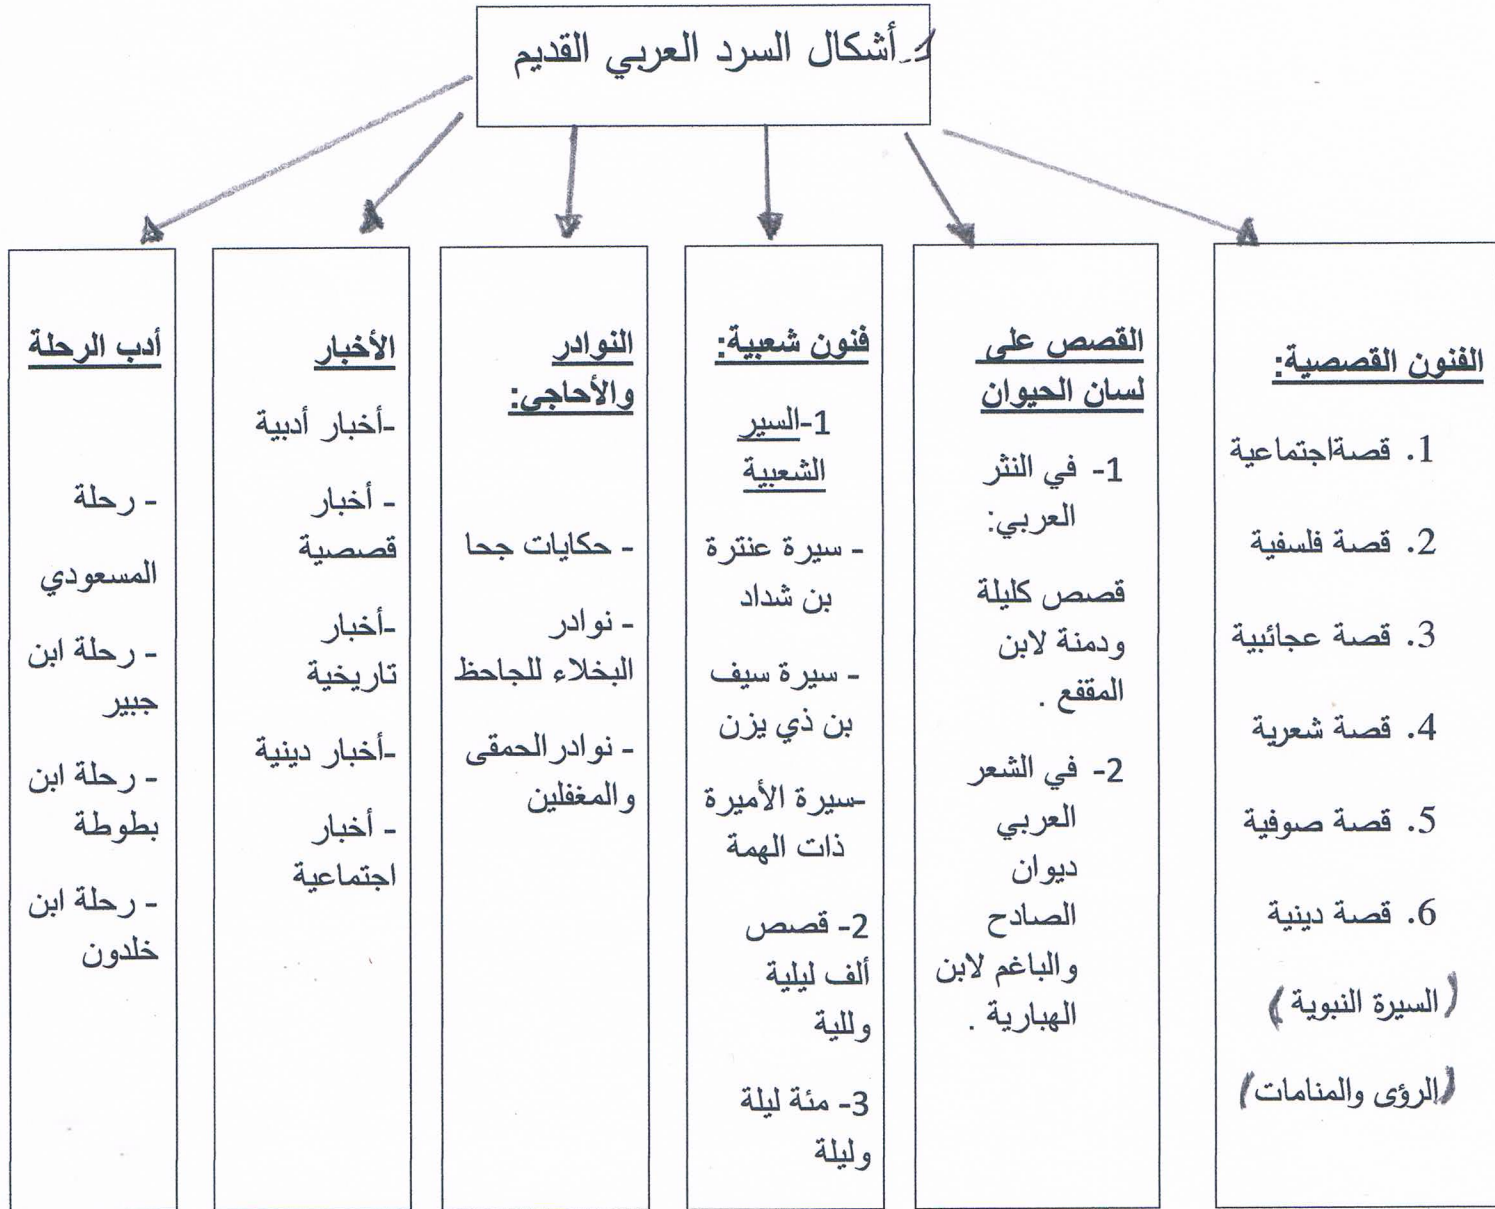 1- أشكال السرد العربي القديم
الفنون القصصية:
1. قصةاجتماعية
2. قصة فلسفية
3. قصة عجائبية
4. قصة شعرية
5. قصة صوفية
6. قصة دينية
(السيرة النبوية)
(الرؤى والمنامات)
القصص على
لسان الحيوان
1- في النثر
العربي:
قصص كليلة
ودمنة لابن
المقفع .
2- في الشعر
العربي
ديوان
الصادح
والباغم لابن
الهبارية .
فنون شعبية:
1-السير
الشعبية
- سيرة عنترة
بن شداد
- سيرة سيف
بن ذي يزن
-سيرة الأميرة
ذات الهمة
2- قصص
ألف ليلية
وللية
3- مئة ليلة
وليلة
النوادر
والأحاجي:
- حكايات جحا
- نوادر
البخلاء للجاحظ
- نوادرالحمقى
والمغفلين
الأخبار
-أخبار أدبية
- أخبار
قصصية
-أخبار
تاريخية
-أخبار دينية
- أخبار
اجتماعية
أدب الرحلة
- رحلة
المسعودي
- رحلة ابن
جبير
- رحلة ابن
بطوطة
- رحلة ابن
خلدون